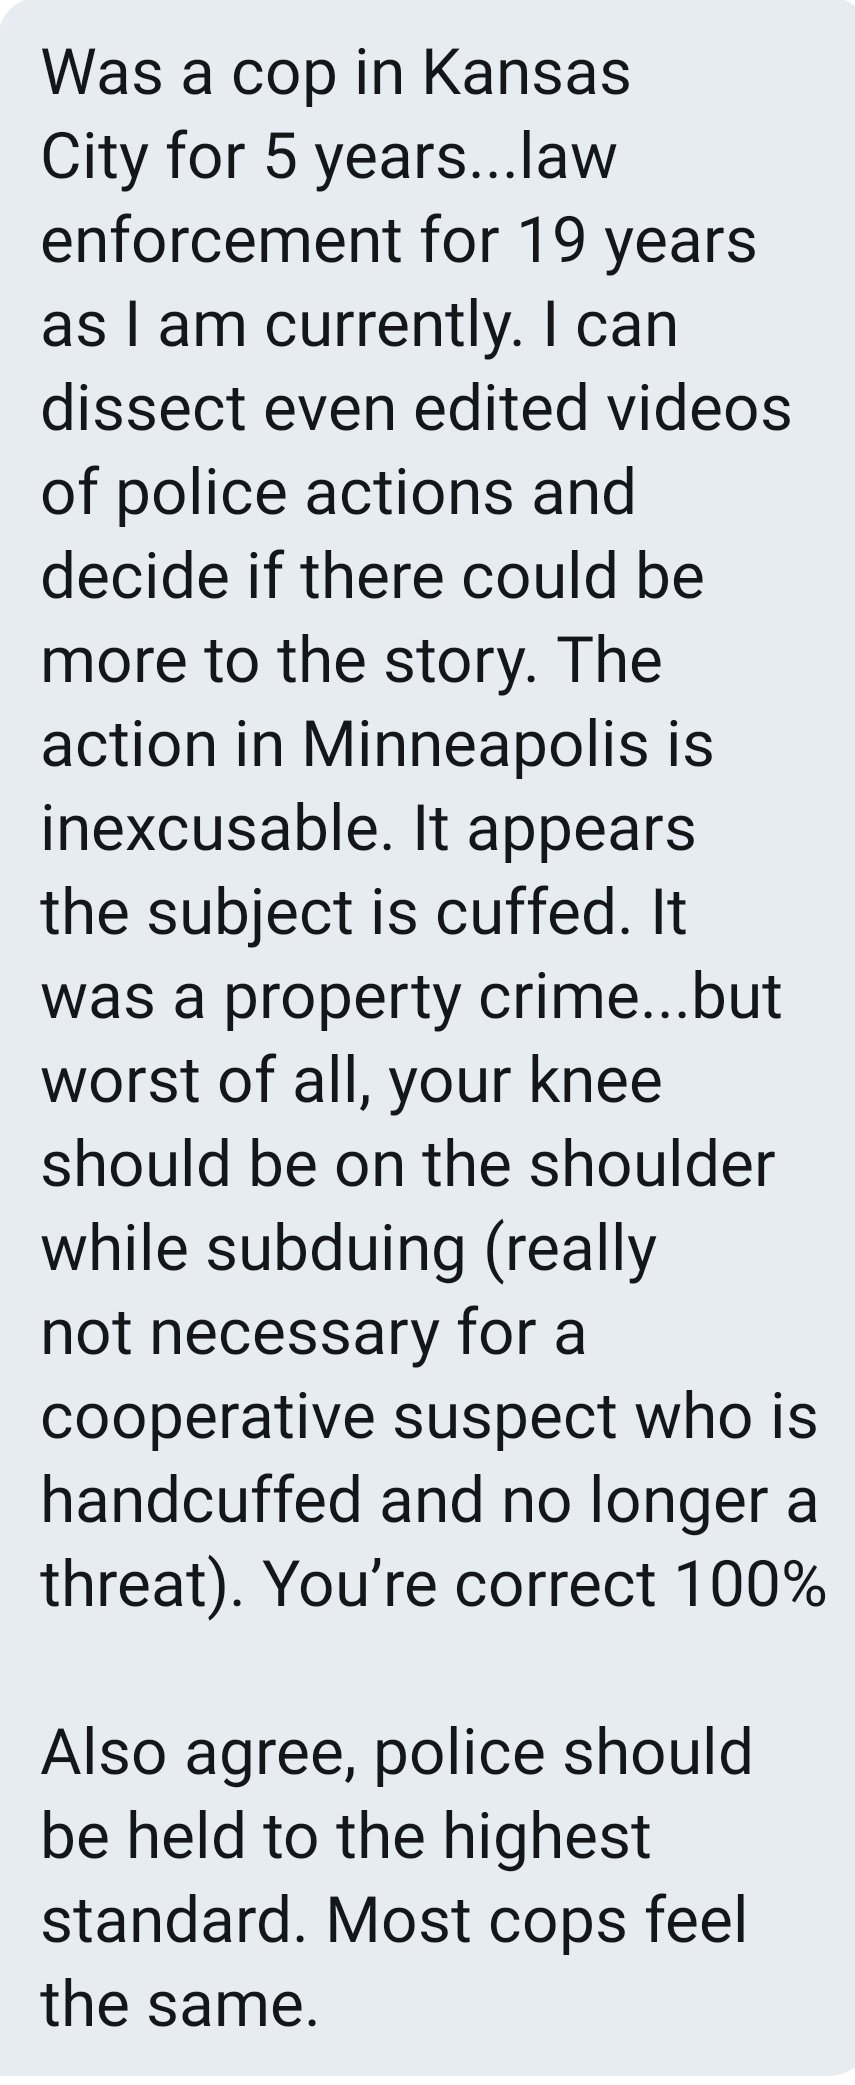 Was a cop in Kansas
City for 5 years...law
enforcement for 19 years
as I am currently. I can
dissect even edited videos
of police actions and
decide if there could be
more to the story. The
action in Minneapolis is
inexcusable. It appears
the subject is cuffed. It
was a property crime...but
worst of all, your knee
should be on the shoulder
while subduing (really
not necessary for a
cooperative suspect who is
handcuffed and no longer a
threat). You’re correct 100%

Also agree, police should
be held to the highest
standard. Most cops feel
the same.